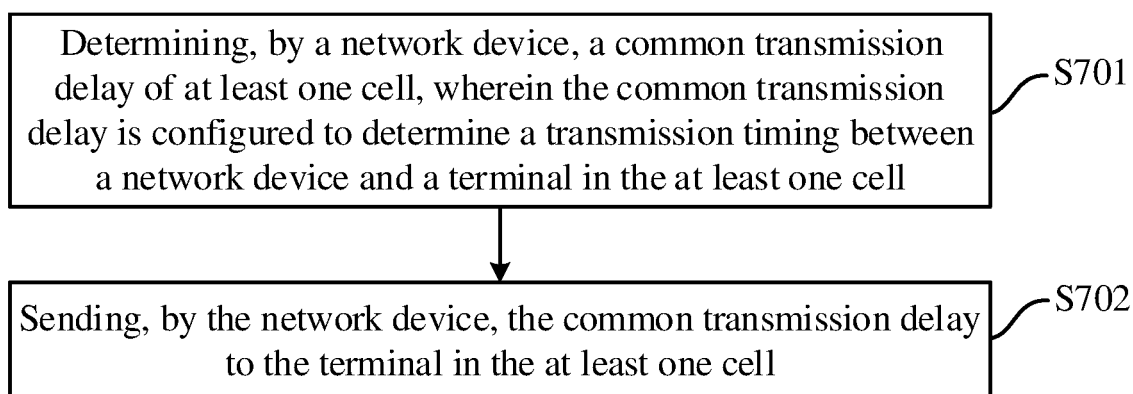 Determining, by a network device, a common transmission
delay of at least one cell, wherein the common transmission
delay is configured to determine a transmission timing between
a network device and a terminal in the at least one cell
S701
Sending, by the network device, the common transmission delay
to the terminal in the at least one cell
S702